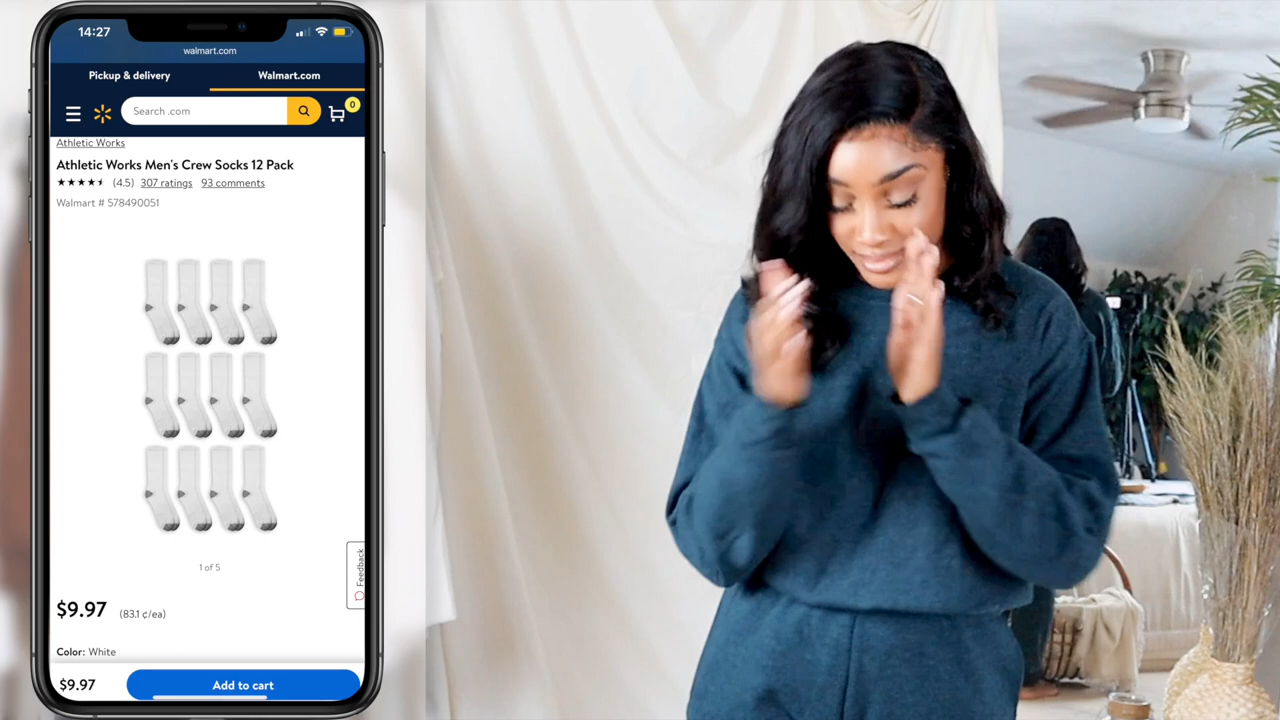 14:27
walmart.com
Pickup & delivery
Walmart.com
Search .com
0
Athletic Works
Athletic Works Men's Crew Socks 12 Pack
(4.5) 307 ratings 93 comments
Walmart # 578490051
1 of 5
Feedback
$9.97 (83.1 ¢/ea)
Color: White
$9.97
Add to cart